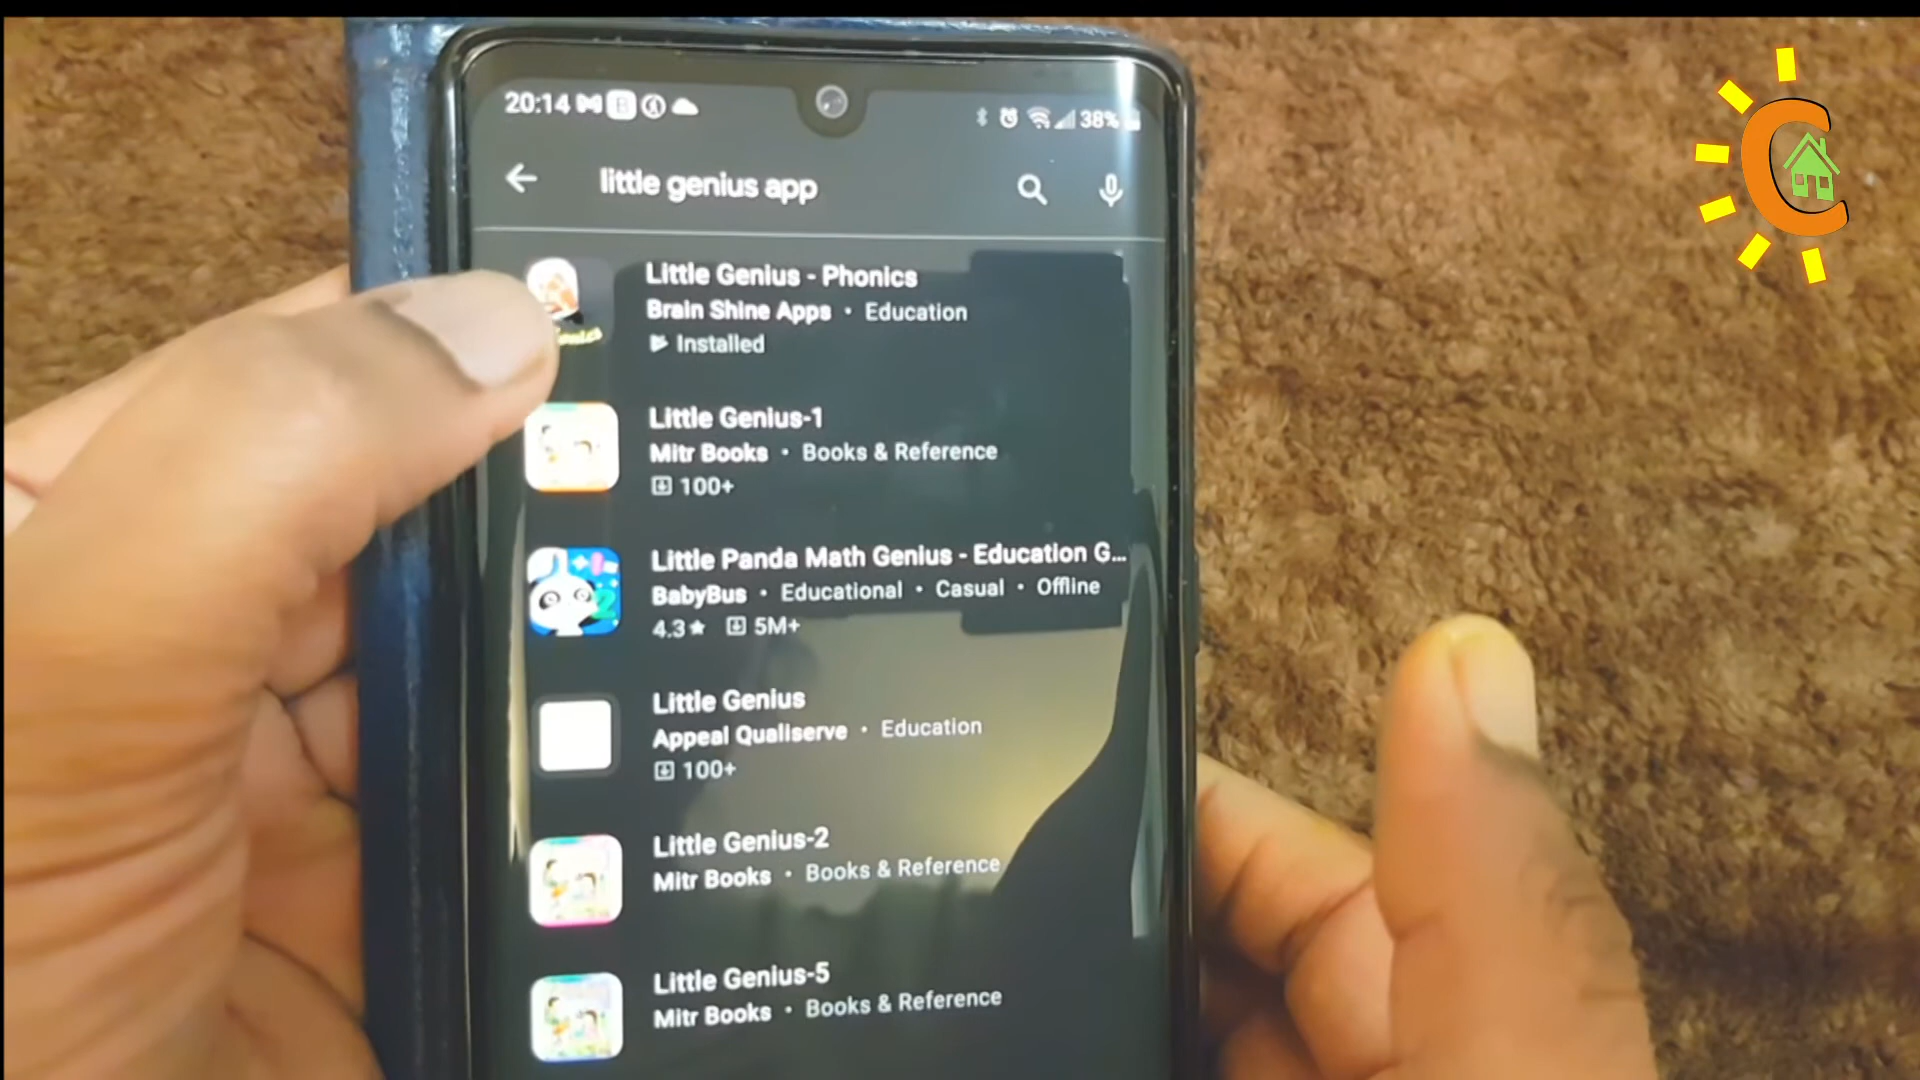 20:14
38%
little genius app
Little Genius - Phonics
Brain Shine Apps • Education
Installed
Little Genius-1
Mitr Books • Books & Reference
100+
Little Panda Math Genius - Education G...
BabyBus • Educational • Casual • Offline
4.3★ 5M+
Little Genius
Appeal Qualiserve • Education
100+
Little Genius-2
Mitr Books • Books & Reference
Little Genius-5
Mitr Books • Books & Reference